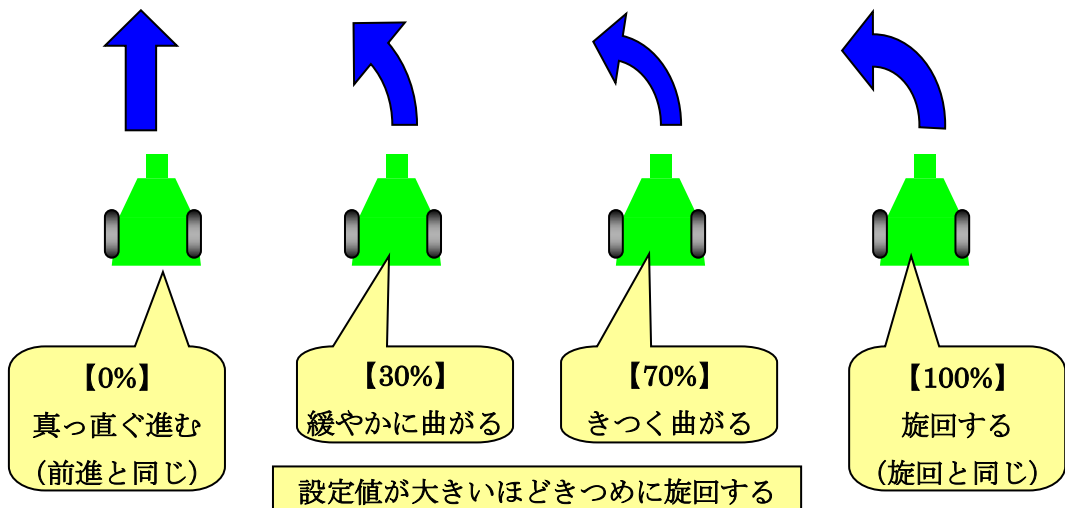 【0%】
真っ直ぐ進む
（前進と同じ）
【30%】
緩やかに曲がる
【70%】
きつく曲がる
【100%】
旋回する
（旋回と同じ）
設定値が大きいほどきつめに旋回する